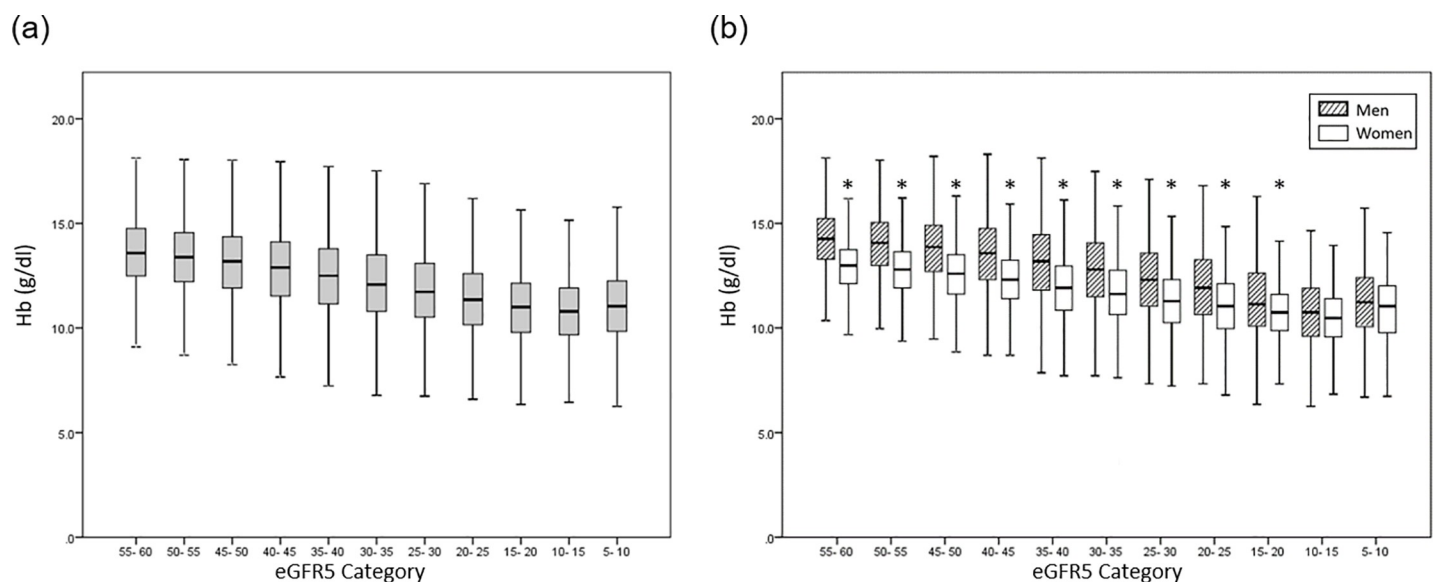 (a)
Hb (g/dl)
20.0
15.0
10.0
5.0
.0
55- 60 50- 55 45- 50 40- 45 35- 40 30- 35 25- 30 20- 25 15- 20 10- 15 5- 10
eGFR5 Category
(b)
Hb (g/dl)
20.0
15.0
10.0
5.0
.0
Men
Women
* * * * * * * * *
55- 60 50- 55 45- 50 40- 45 35- 40 30- 35 25- 30 20- 25 15- 20 10- 15 5- 10
eGFR5 Category